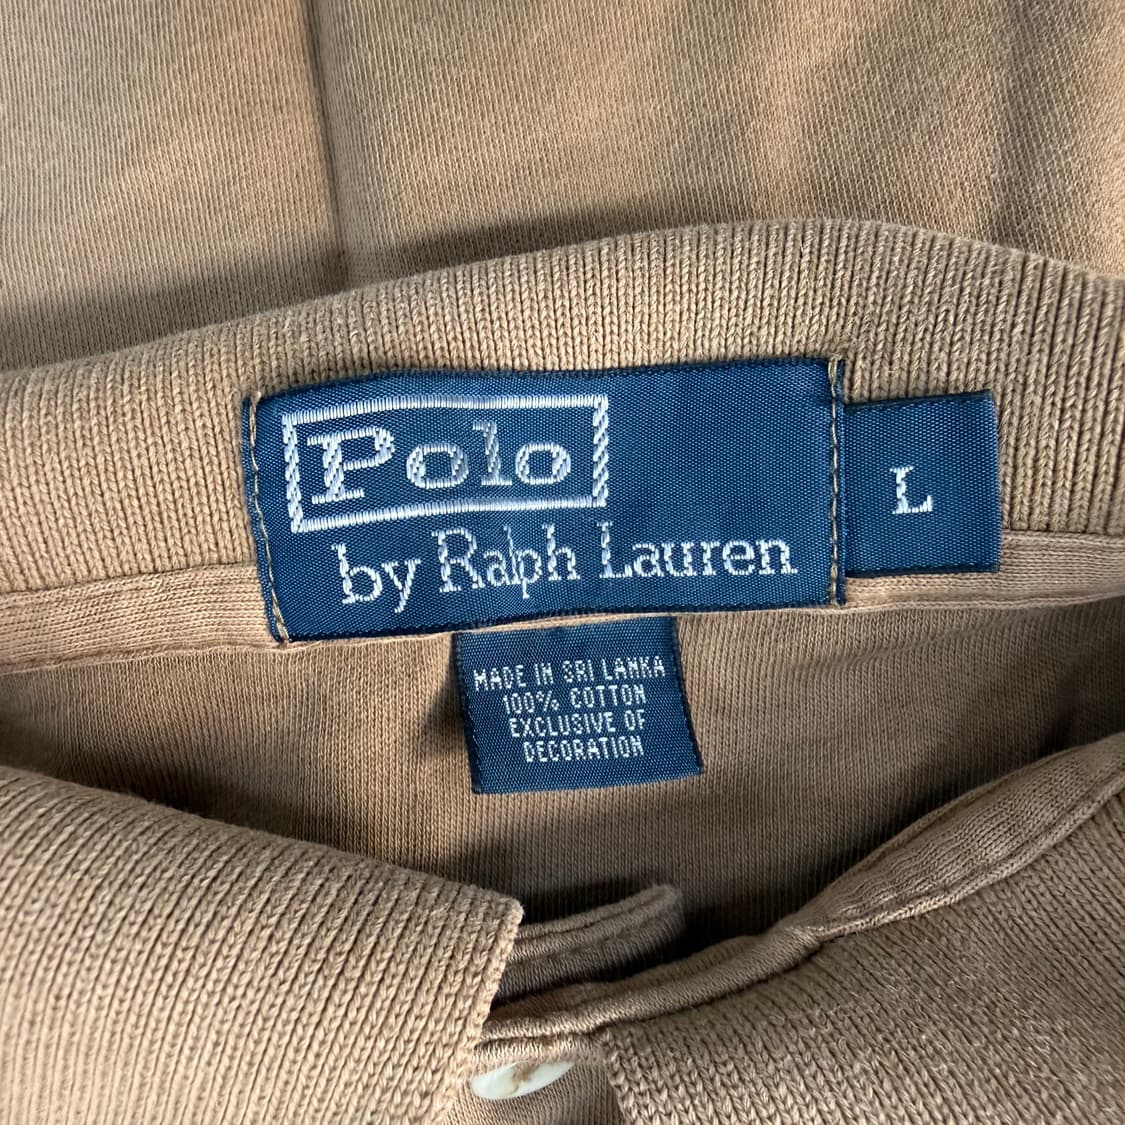 Polo
by Ralph Lauren
L
MADE IN SRI LANKA
100% COTTON
EXCLUSIVE OF
DECORATION